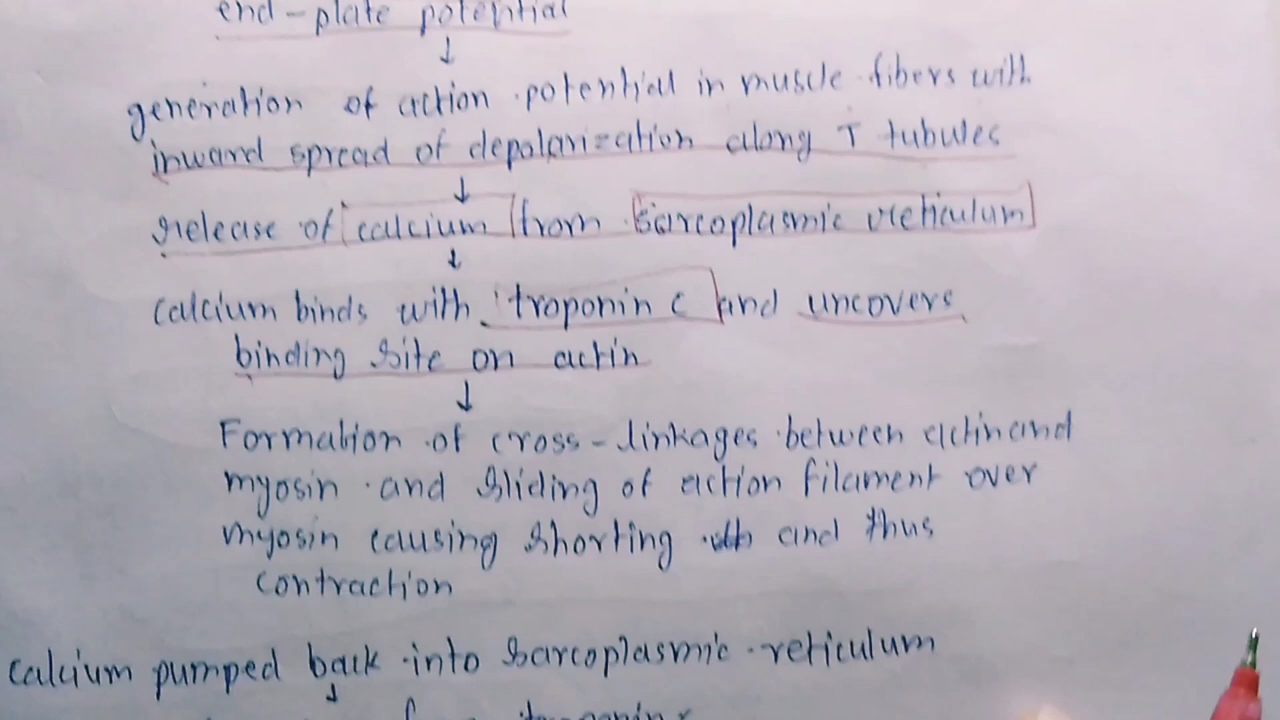 end-plate potential
↓
generation of action potential in muscle fibers with
inward spread of depolarization along T tubules
↓
release of calcium from sarcoplasmic reticulum
↓
calcium binds with troponin C and uncovers
binding site on actin
↓
Formation of cross-linkages between actin and
myosin and sliding of action filament over
myosin causing shorting and thus
contraction
calcium pumped back into sarcoplasmic reticulum
↓